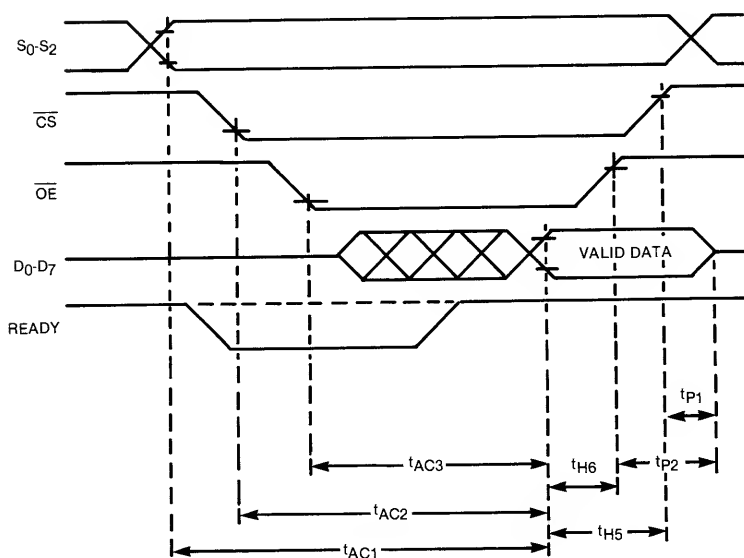 S0-S2
CS
OE
D0-D7
VALID DATA
READY
tP1
tAC3
tH6
tP2
tAC2
tH5
tAC1